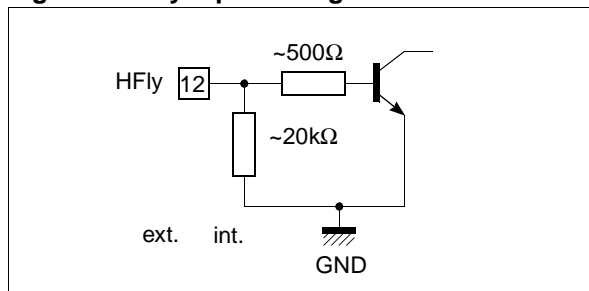 ~500Ω
HFly 12
~20kΩ
ext. int.
GND